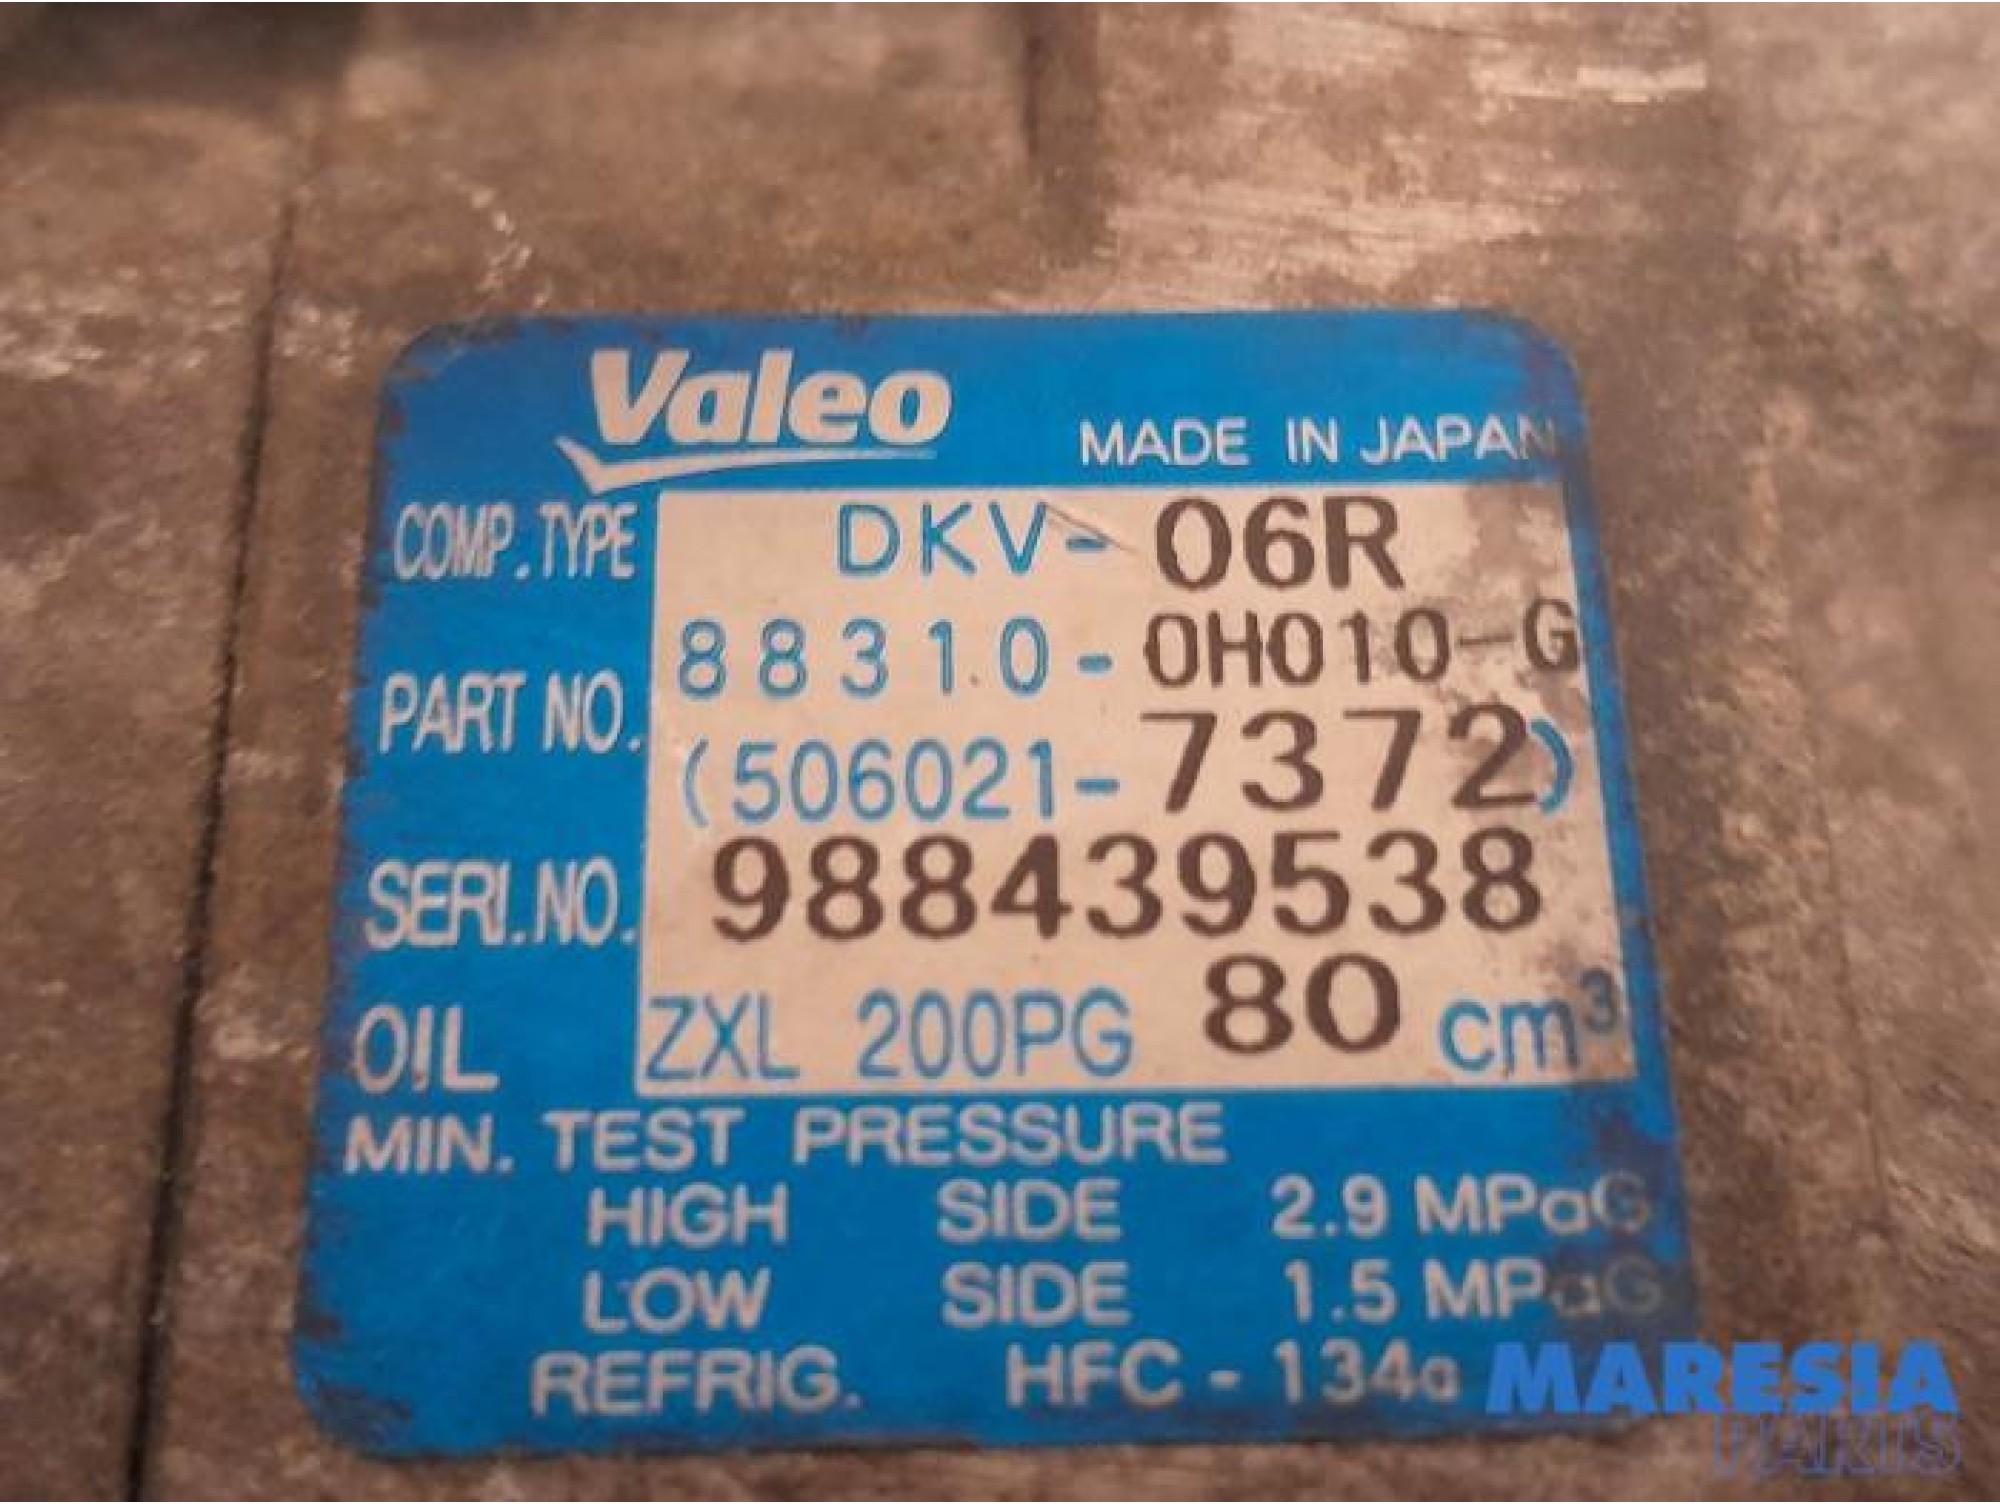 Valeo
MADE IN JAPAN
COMP. TYPE DKV-06R
PART NO. 88310-0H010-G
(506021-7372)
SERI.NO. 988439538
OIL ZXL 200PG 80 cm³
MIN. TEST PRESSURE
HIGH SIDE 2.9 MPaG
LOW SIDE 1.5 MPaG
REFRIG. HFC-134a
MARESIA
PARTS